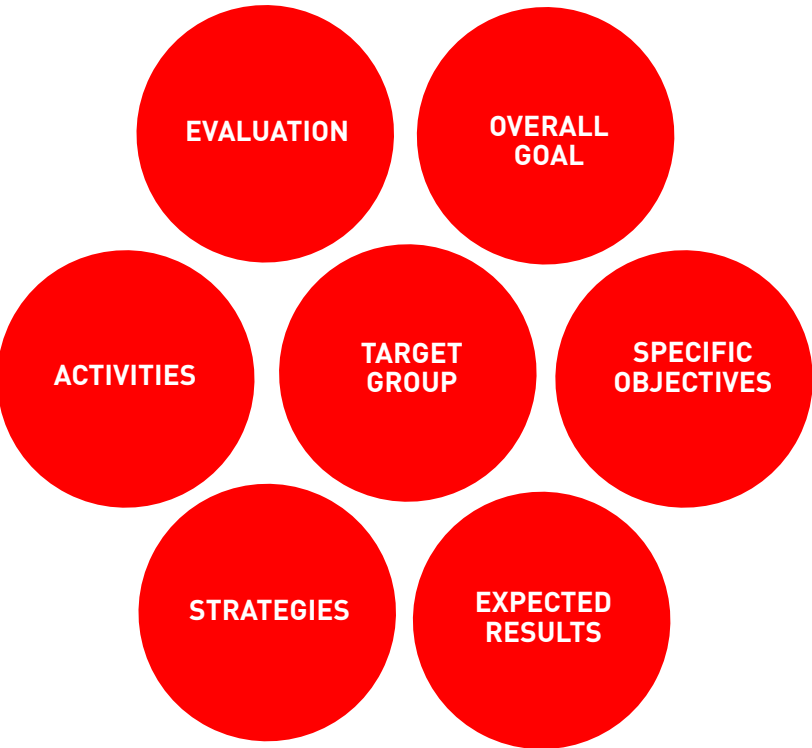 EVALUATION
OVERALL
GOAL
ACTIVITIES
TARGET
GROUP
SPECIFIC
OBJECTIVES
STRATEGIES
EXPECTED
RESULTS